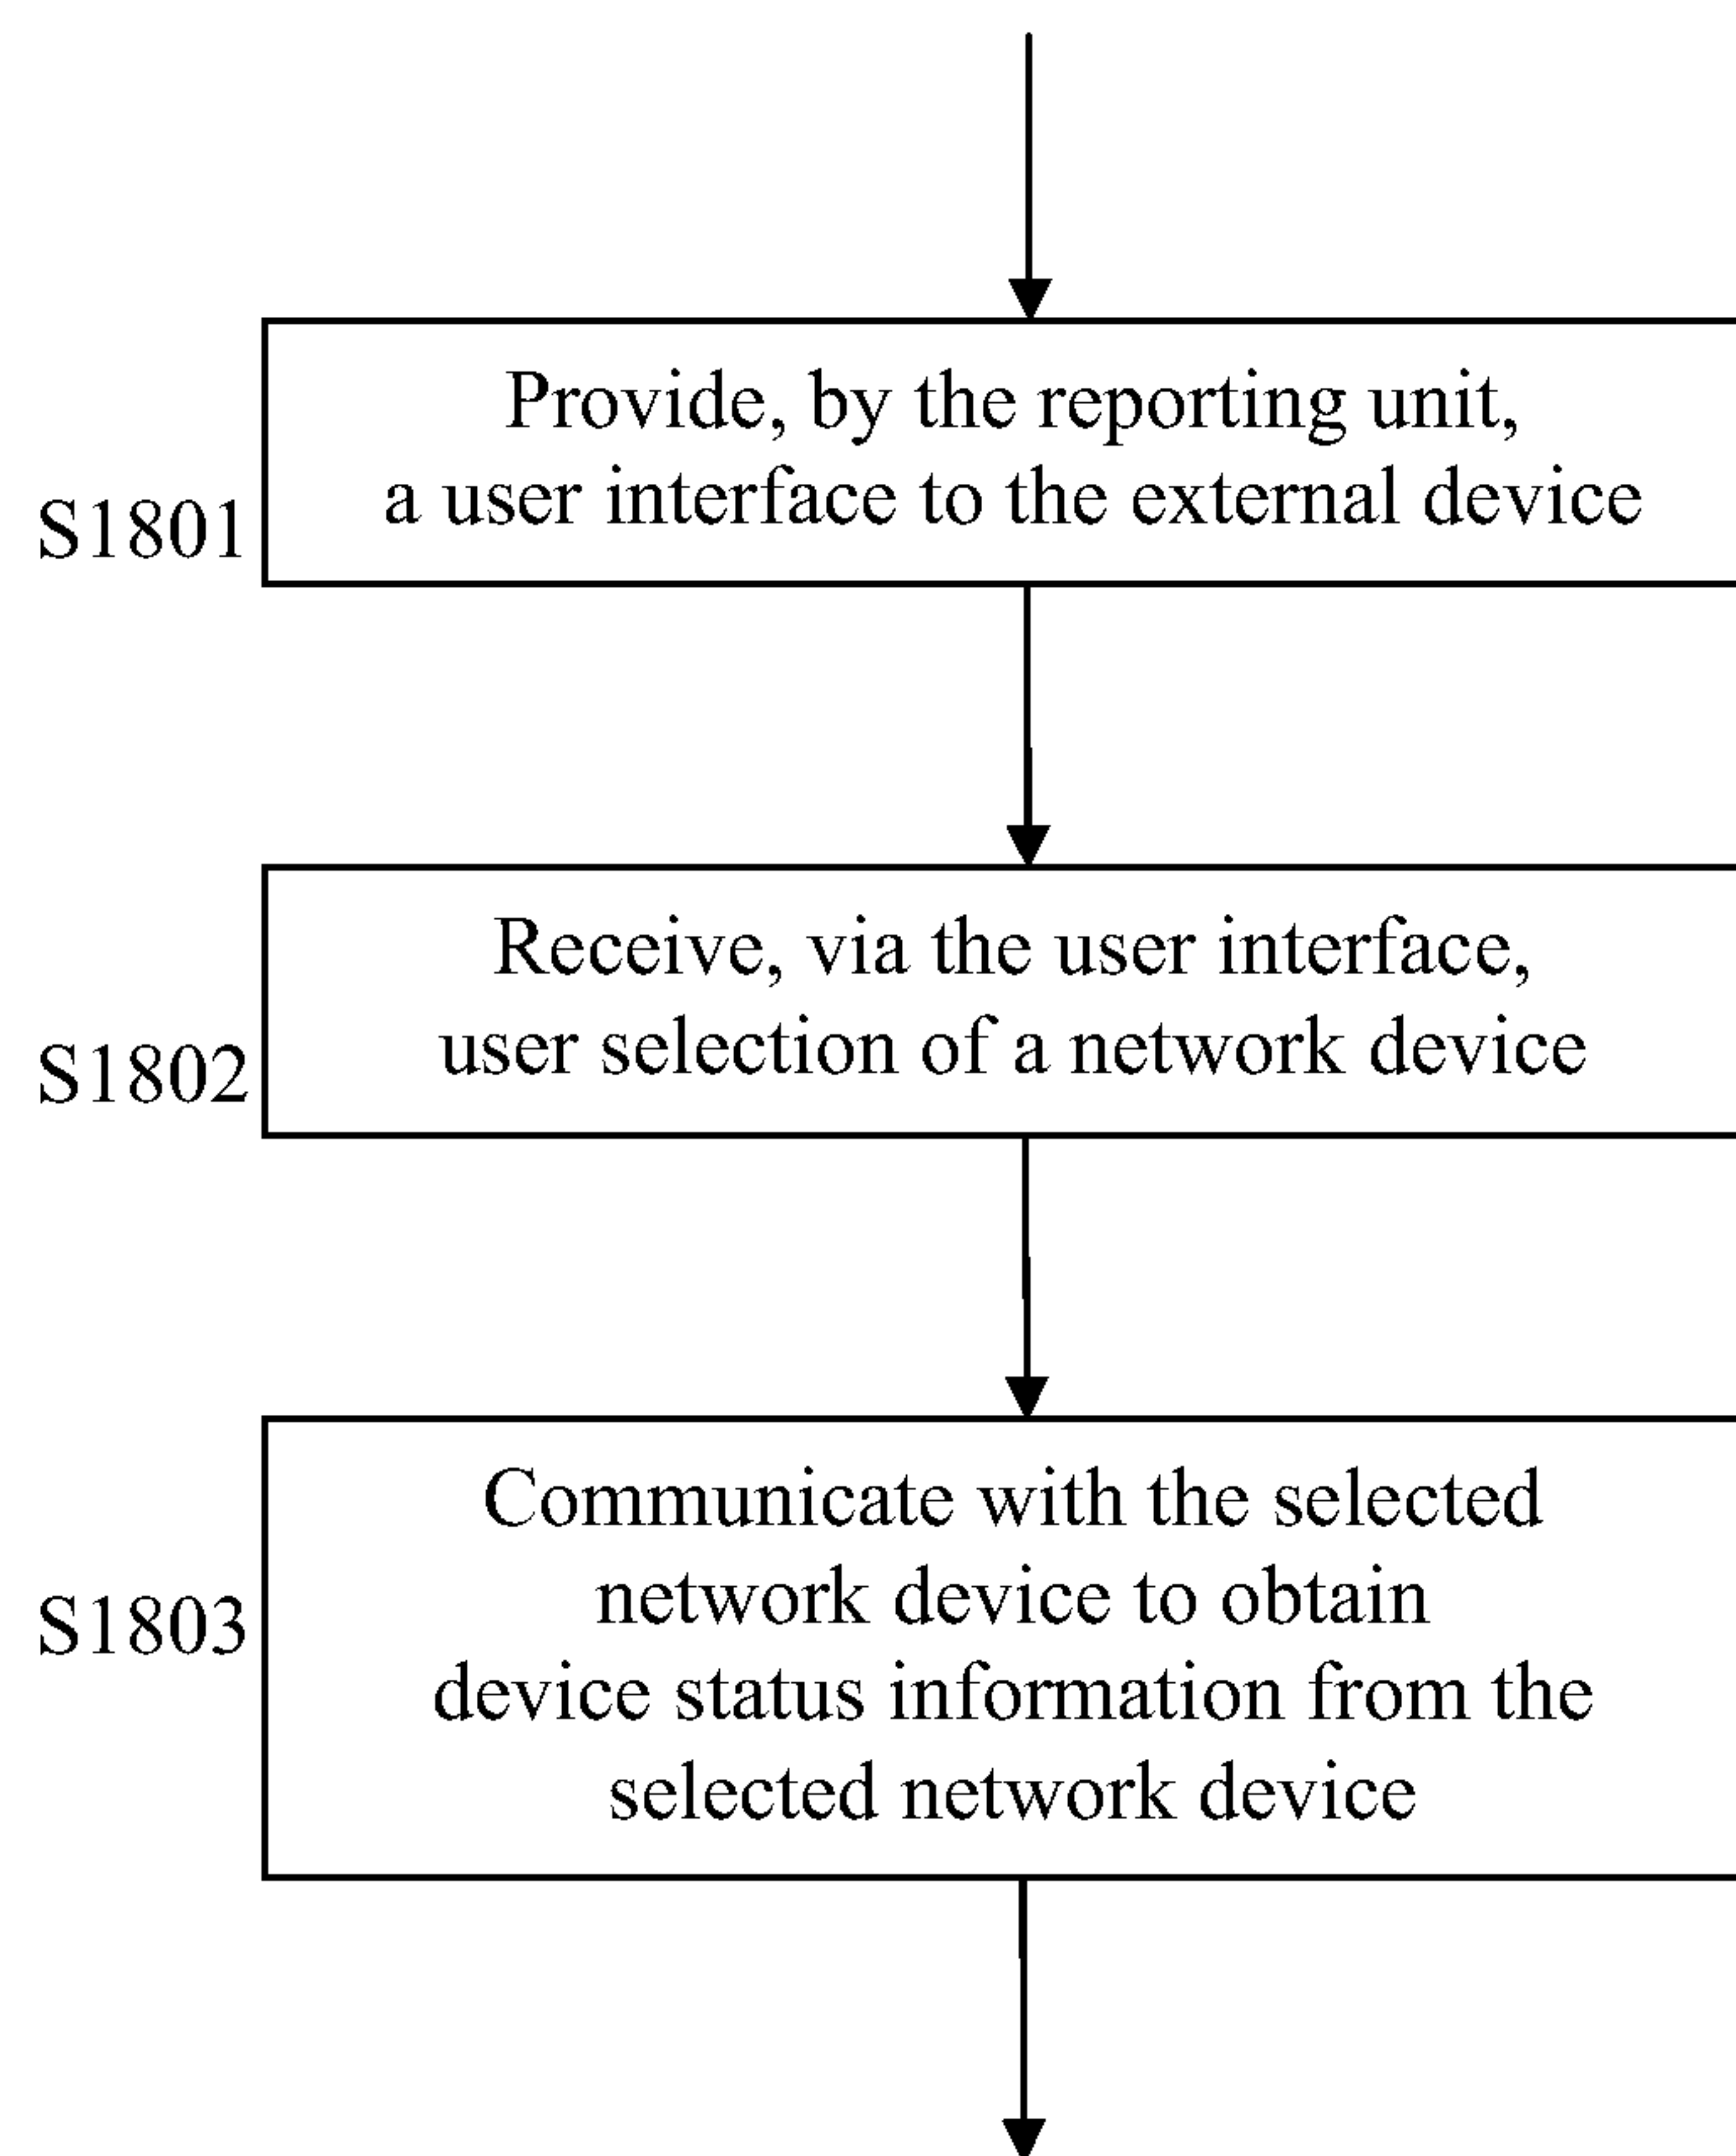 Provide, by the reporting unit,
a user interface to the external device
S1801
Receive, via the user interface,
user selection of a network device
S1802
Communicate with the selected
network device to obtain
S1803
device status information from the
selected network device